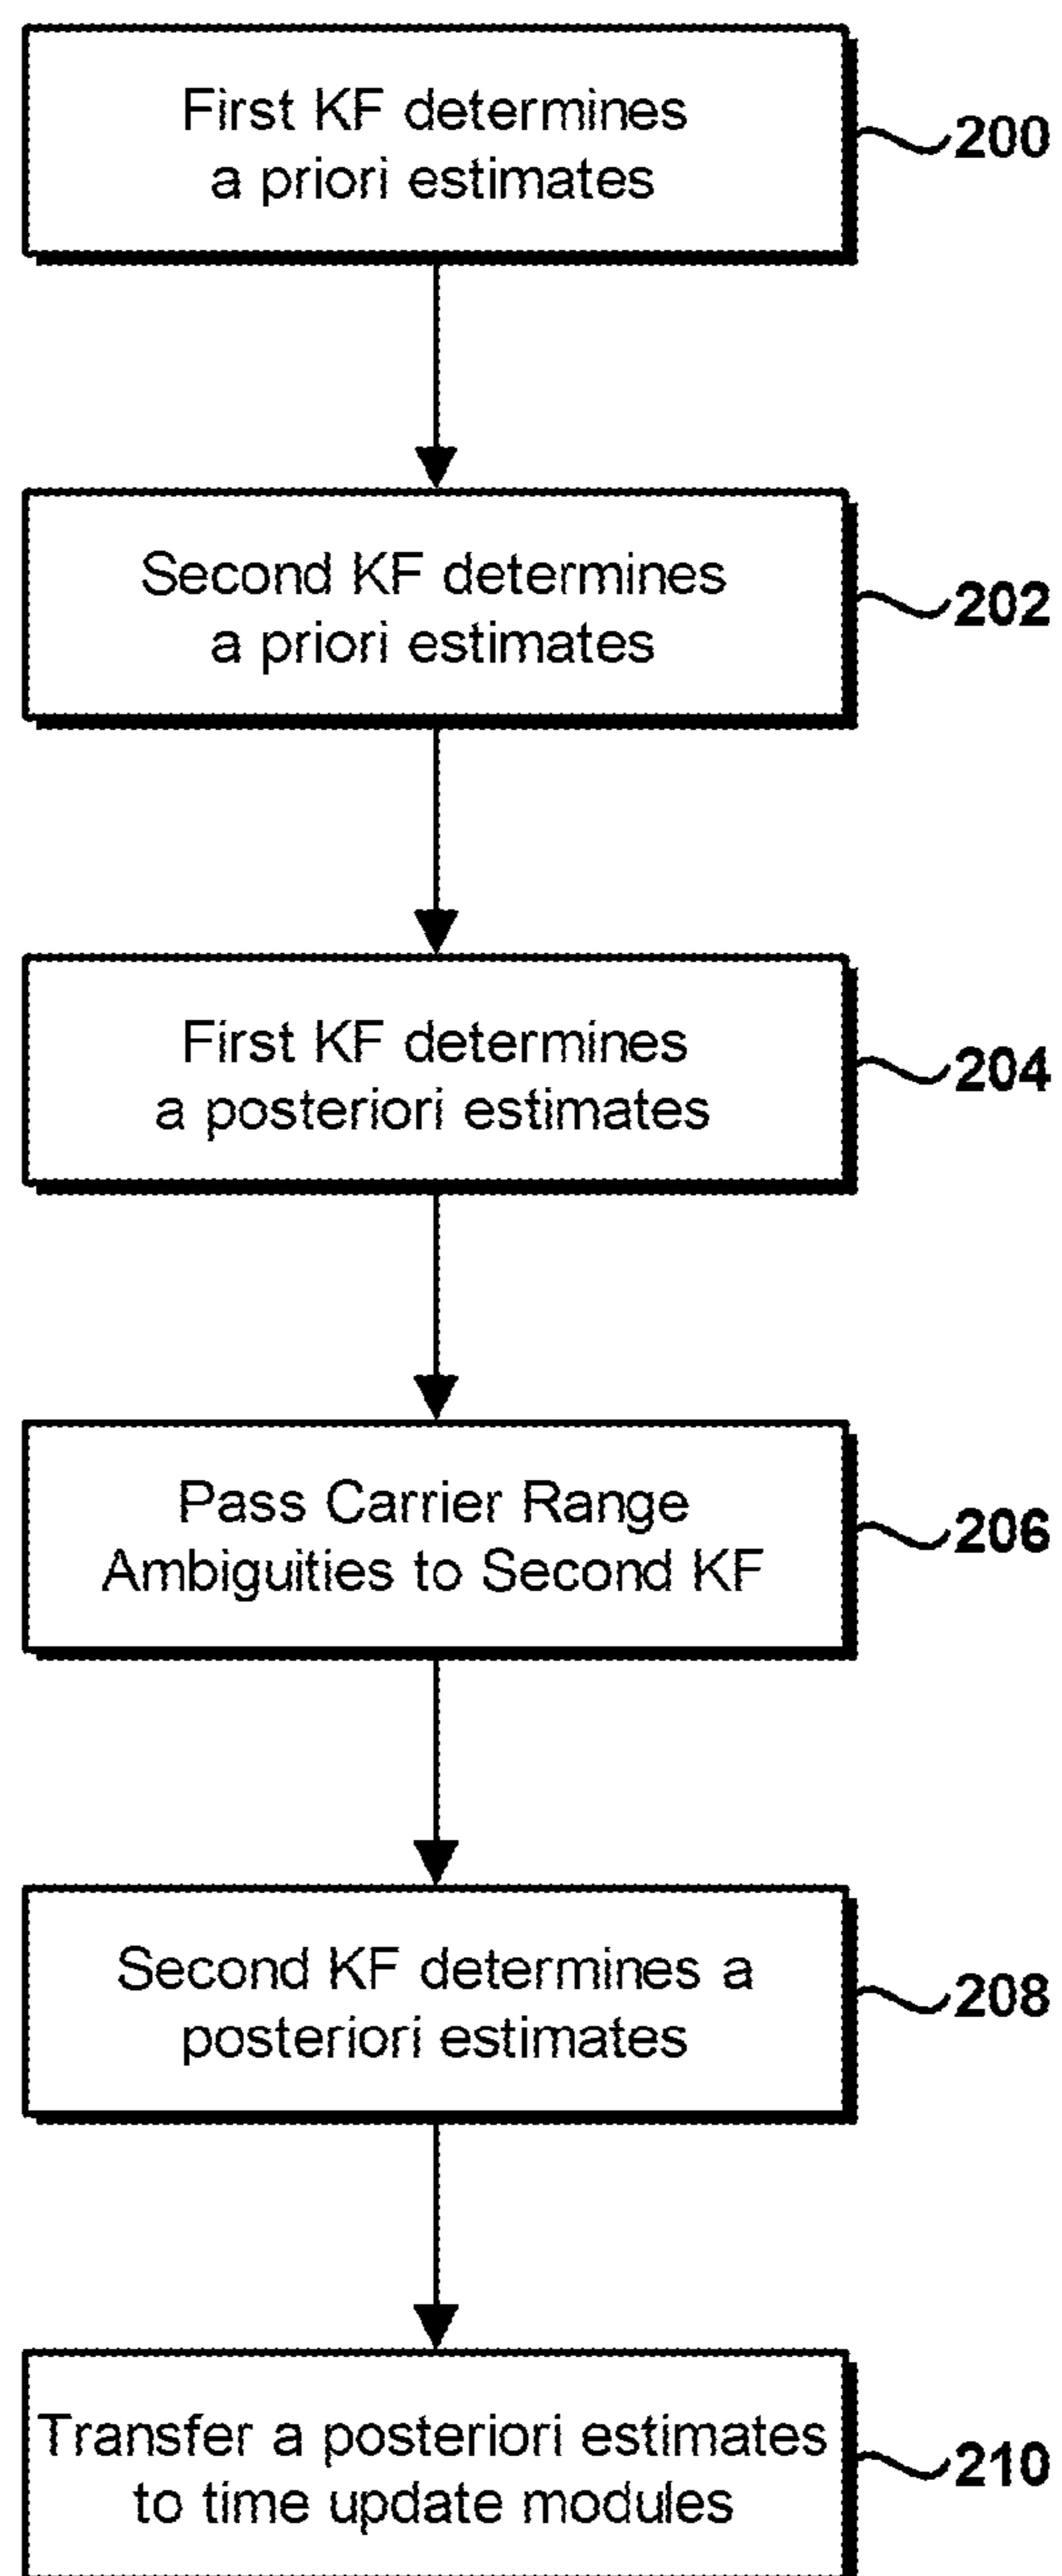 First KF determines
a priori estimates
200
Second KF determines
a priori estimates
202
First KF determines
a posteriori estimates
204
Pass Carrier Range
Ambiguities to Second KF
206
Second KF determines a
posteriori estimates
208
Transfer a posteriori estimates
to time update modules
210